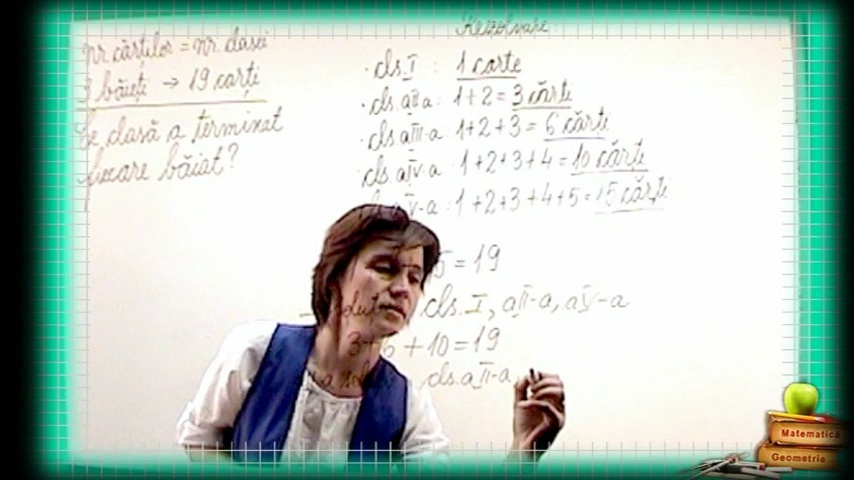 nr. cărților = nr. clasei
3 băieți → 19 cărți
Ce clasă a terminat
fiecare băiat?
Rezolvare:
· cls. I : 1 carte
· cls. a II a : 1+2 = 3 cărți
· cls. a III-a : 1+2+3 = 6 cărți
· cls. a IV-a : 1+2+3+4 = 10 cărți
V-a : 1+2+3+4+5 = 15 cărți
5 = 19
cls. I, a II-a, a V-a
3+6+10=19
cls. a II-a,
Matematică
Geometrie